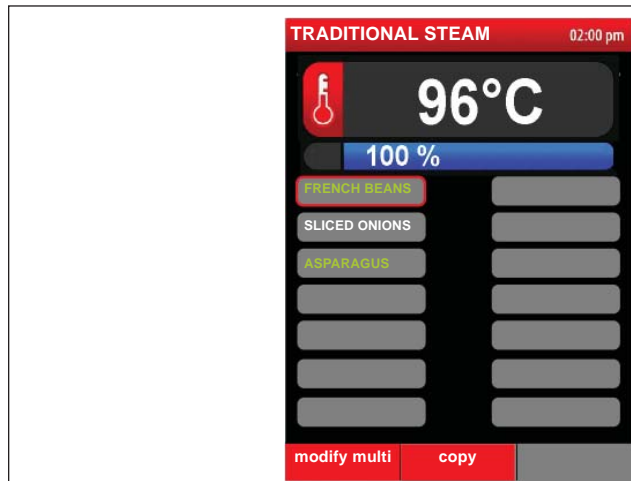 TRADITIONAL STEAM 02:00 pm
96°C
100 %
FRENCH BEANS
SLICED ONIONS
ASPARAGUS
modify multi copy